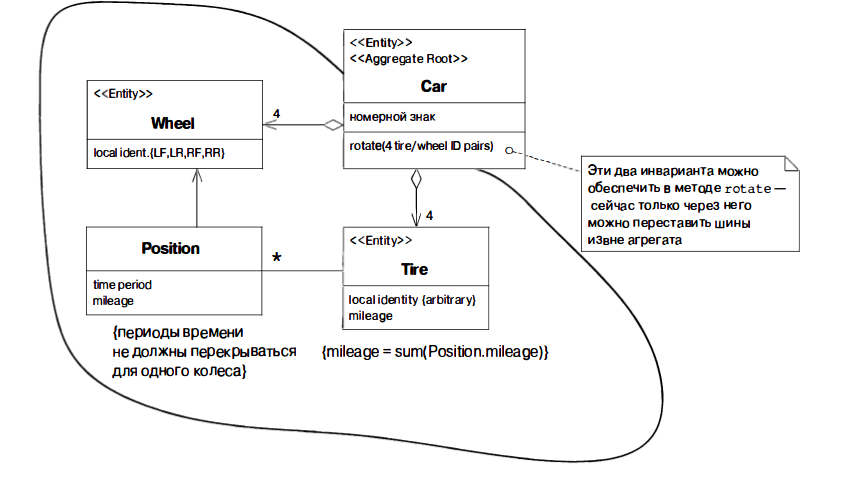 <<Entity>>
<<Aggregate Root>>
Car
номерной знак
rotate(4 tire/wheel ID pairs)
<<Entity>>
Wheel
local ident.{LF,LR,RF,RR}
4
4
Эти два инварианта можно
обеспечить в методе rotate —
сейчас только через него
можно переставить шины
извне агрегата
Position
time period
mileage
*
<<Entity>>
Tire
local identity {arbitrary}
mileage
{периоды времени
не должны перекрываться
для одного колеса}
{mileage = sum(Position.mileage)}